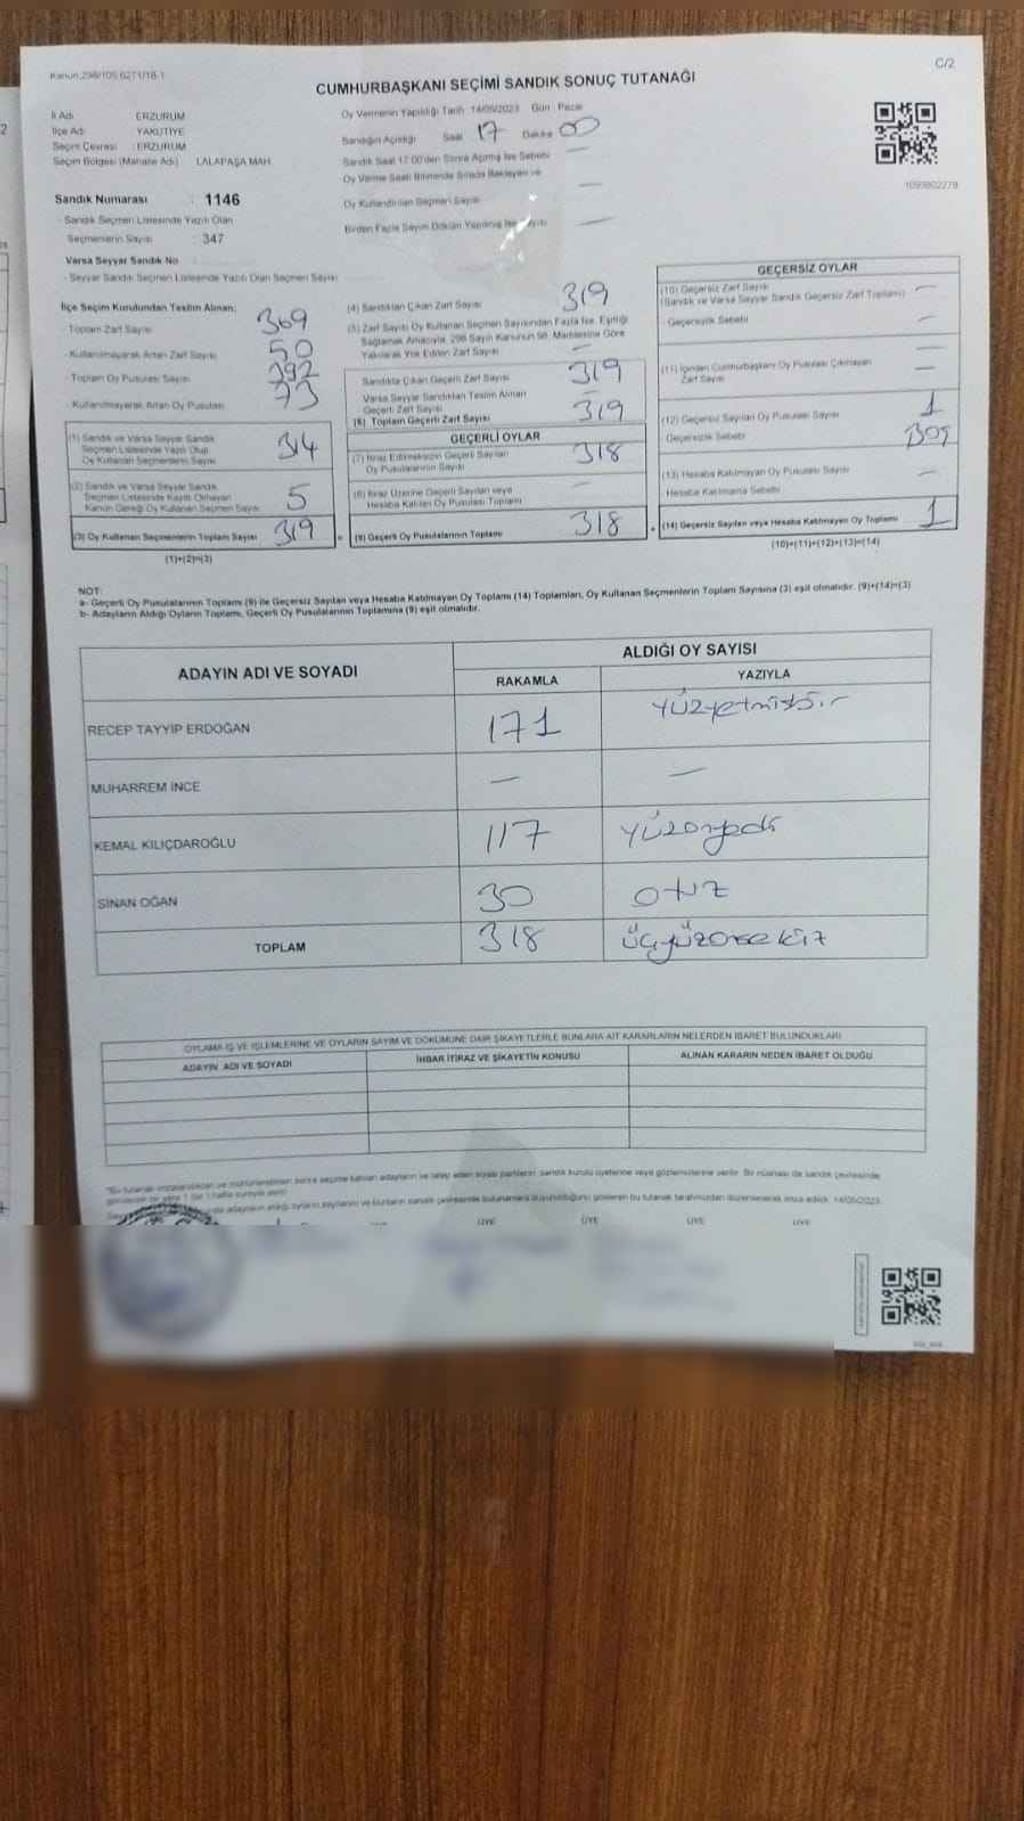 Kanun:298/105 6271/18-1
C/2
CUMHURBAŞKANI SEÇİMİ SANDIK SONUÇ TUTANAĞI
İl Adı ERZURUM
İlçe Adı YAKUTİYE
Seçim Çevresi : ERZURUM
Seçim Bölgesi (Mahalle Adı) LALAPAŞA MAH.
Sandık Numarası : 1146
- Sandık Seçmen Listesinde Yazılı Olan
Seçmenlerin Sayısı : 347
Varsa Seyyar Sandık No
- Seyyar Sandık Seçmen Listesinde Yazılı Olan Seçmen Sayısı
Oy Vermenin Yapıldığı Tarih 14/05/2023 Gün : Pazar
Sandığın Açıldığı Saat 17 Dakika 00
Sandık Saat 17:00'den Sonra Açılmış İse Sebebi —
Oy Verme Saati Bitiminde Sırada Bekleyen ve
Oy Kullandırılan Seçmen Sayısı —
Birden Fazla Sayım Döküm Yapılmış İse Sayısı —
1093802279
İlçe Seçim Kurulundan Teslim Alınan:
- Toplam Zarf Sayısı 369
- Kullanılmayarak Artan Zarf Sayısı 50
- Toplam Oy Pusulası Sayısı 392
- Kullanılmayarak Artan Oy Pusulası 73
(1) Sandık ve Varsa Seyyar Sandık
Seçmen Listesinde Yazılı Olup
Oy Kullanan Seçmenlerin Sayısı 314
(2) Sandık ve Varsa Seyyar Sandık
Seçmen Listesinde Kayıtlı Olmayan
Kanun Gereği Oy Kullanan Seçmen Sayısı 5
(3) Oy Kullanan Seçmenlerin Toplam Sayısı 319
(1)+(2)=(3)
(4) Sandıktan Çıkan Zarf Sayısı 319
(5) Zarf Sayısı Oy Kullanan Seçmen Sayısından Fazla İse, Eşitliği
Sağlamak Amacıyla, 298 Sayılı Kanunun 98. Maddesine Göre
Yakılarak Yok Edilen Zarf Sayısı —
Sandıkta Çıkan Geçerli Zarf Sayısı 319
Varsa Seyyar Sandıktan Teslim Alınan
Geçerli Zarf Sayısı —
(6) Toplam Geçerli Zarf Sayısı 319
GEÇERLİ OYLAR
(7) İtiraz Edilmeksizin Geçerli Sayılan
Oy Pusulalarının Sayısı 318
(8) İtiraz Üzerine Geçerli Sayılan veya
Hesaba Katılan Oy Pusulası Toplamı —
(9) Geçerli Oy Pusulalarının Toplamı 318
GEÇERSİZ OYLAR
(10) Geçersiz Zarf Sayısı —
(Sandık ve Varsa Seyyar Sandık Geçersiz Zarf Toplamı)
- Geçersizlik Sebebi —
(11) İçinden Cumhurbaşkanı Oy Pusulası Çıkmayan
Zarf Sayısı —
(12) Geçersiz Sayılan Oy Pusulası Sayısı 1
Geçersizlik Sebebi
(13) Hesaba Katılmayan Oy Pusulası Sayısı —
Hesaba Katılmama Sebebi —
(14) Geçersiz Sayılan veya Hesaba Katılmayan Oy Toplamı 1
(10)+(11)+(12)+(13)=(14)
NOT:
a- Geçerli Oy Pusulalarının Toplamı (9) ile Geçersiz Sayılan veya Hesaba Katılmayan Oy Toplamı (14) Toplamları, Oy Kullanan Seçmenlerin Toplam Sayısına (3) eşit olmalıdır. (9)+(14)=(3)
b- Adayların Aldığı Oyların Toplamı, Geçerli Oy Pusulalarının Toplamına (9) eşit olmalıdır.
ADAYIN ADI VE SOYADI
ALDIĞI OY SAYISI
RAKAMLA YAZIYLA
RECEP TAYYİP ERDOĞAN 171 yüzyetmişbir
MUHARREM İNCE — —
KEMAL KILIÇDAROĞLU 117 yüzonyedi
SİNAN OĞAN 30 otuz
TOPLAM 318 üçyüzonsekiz
OYLAMA İŞ VE İŞLEMLERİNE VE OYLARIN SAYIM VE DÖKÜMÜNE DAİR ŞİKAYETLERLE BUNLARA AİT KARARLARIN NELERDEN İBARET BULUNDUKLARI
ADAYIN ADI VE SOYADI İHBAR İTİRAZ VE ŞİKAYETİN KONUSU ALINAN KARARIN NEDEN İBARET OLDUĞU
ÜYE ÜYE ÜYE ÜYE